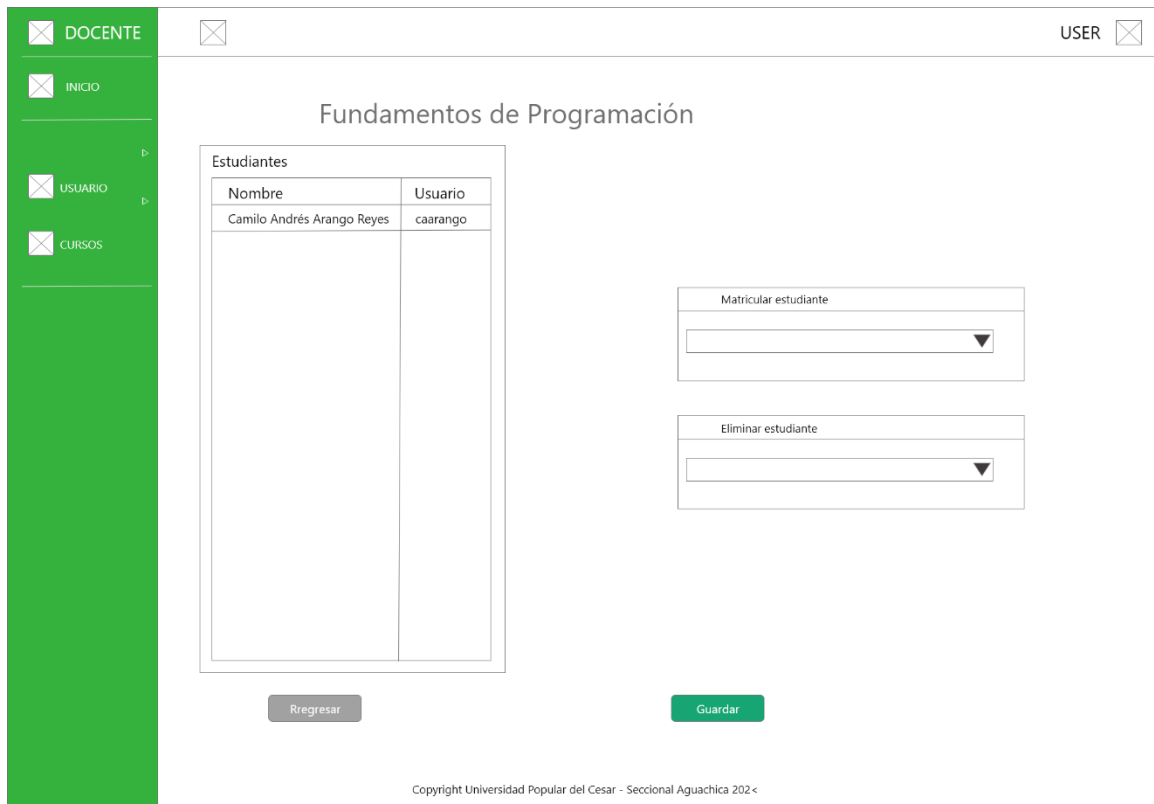 DOCENTE
USER
INICIO
USUARIO
CURSOS
Fundamentos de Programación
Estudiantes
Nombre Usuario
Camilo Andrés Arango Reyes caarango
Matricular estudiante
Eliminar estudiante
Rregresar
Guardar
Copyright Universidad Popular del Cesar - Seccional Aguachica 202<